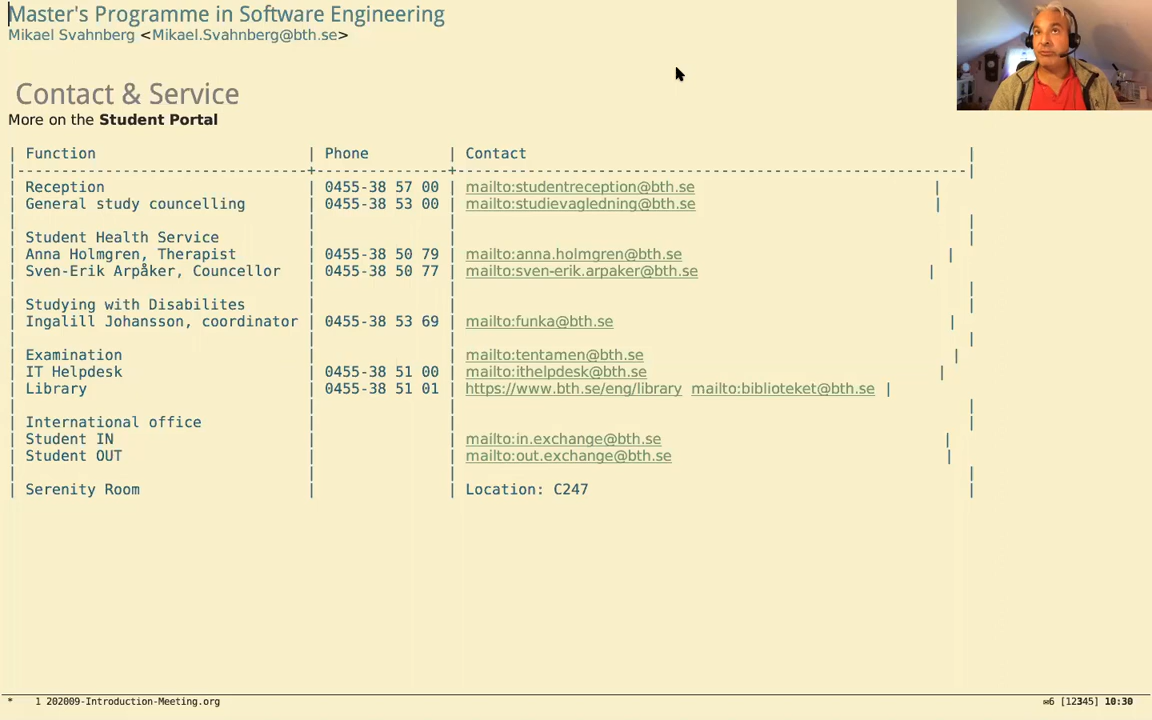 Master's Programme in Software Engineering
Mikael Svahnberg <Mikael.Svahnberg@bth.se>
Contact & Service
More on the Student Portal
| Function | Phone | Contact |
|---------------------------------+----------------+-----------------------------------------------------------|
| Reception | 0455-38 57 00 | mailto:studentreception@bth.se |
| General study councelling | 0455-38 53 00 | mailto:studievagledning@bth.se |
| | | |
| Student Health Service | | |
| Anna Holmgren, Therapist | 0455-38 50 79 | mailto:anna.holmgren@bth.se |
| Sven-Erik Arpåker, Councellor | 0455-38 50 77 | mailto:sven-erik.arpaker@bth.se |
| | | |
| Studying with Disabilites | | |
| Ingalill Johansson, coordinator | 0455-38 53 69 | mailto:funka@bth.se |
| | | |
| Examination | | mailto:tentamen@bth.se |
| IT Helpdesk | 0455-38 51 00 | mailto:ithelpdesk@bth.se |
| Library | 0455-38 51 01 | https://www.bth.se/eng/library mailto:biblioteket@bth.se |
| | | |
| International office | | |
| Student IN | | mailto:in.exchange@bth.se |
| Student OUT | | mailto:out.exchange@bth.se |
| | | |
| Serenity Room | | Location: C247 |
* 1 202009-Introduction-Meeting.org ✉6 [12345] 10:30